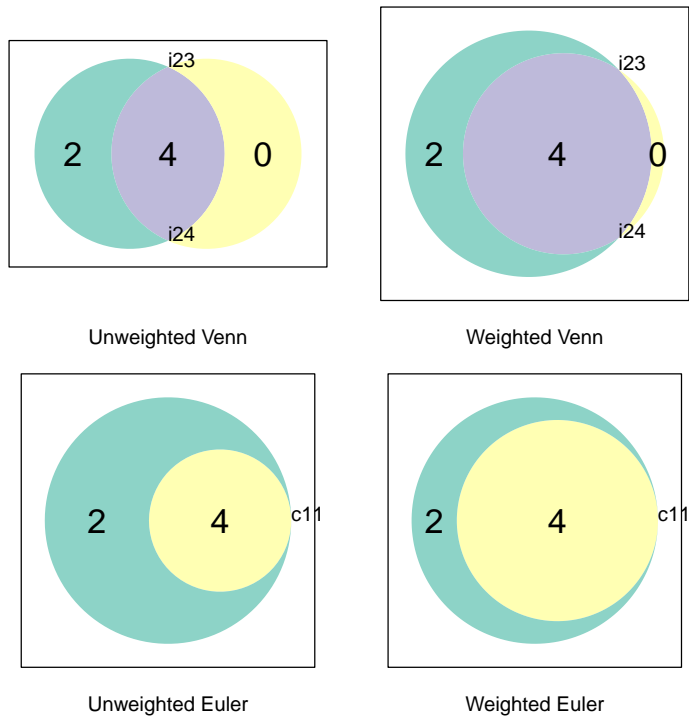 i23
2 4 0
i24
Unweighted Venn
i23
2 4 0
i24
Weighted Venn
2 4
c11
Unweighted Euler
2 4
c11
Weighted Euler